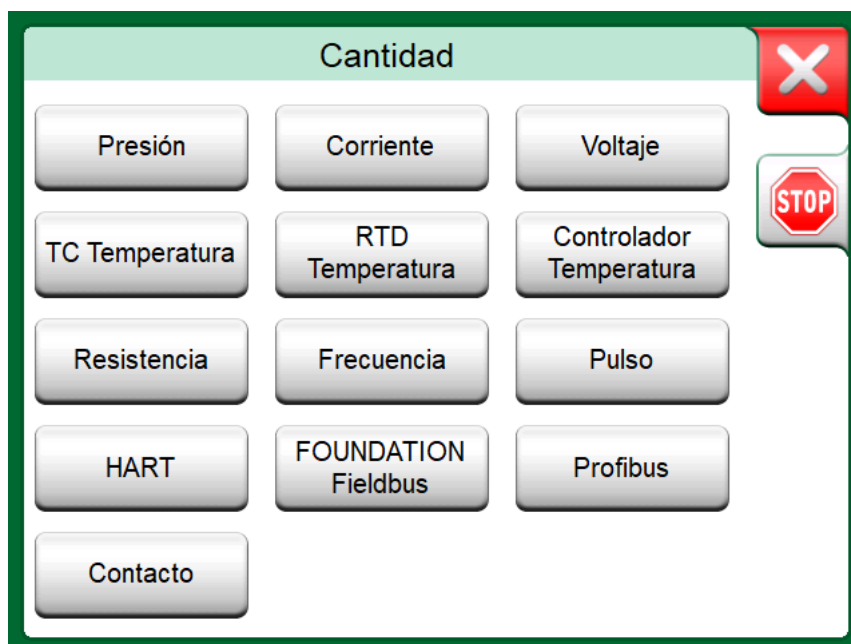 Cantidad
Presión
Corriente
Voltaje
STOP
TC Temperatura
RTD
Temperatura
Controlador
Temperatura
Resistencia
Frecuencia
Pulso
HART
FOUNDATION
Fieldbus
Profibus
Contacto